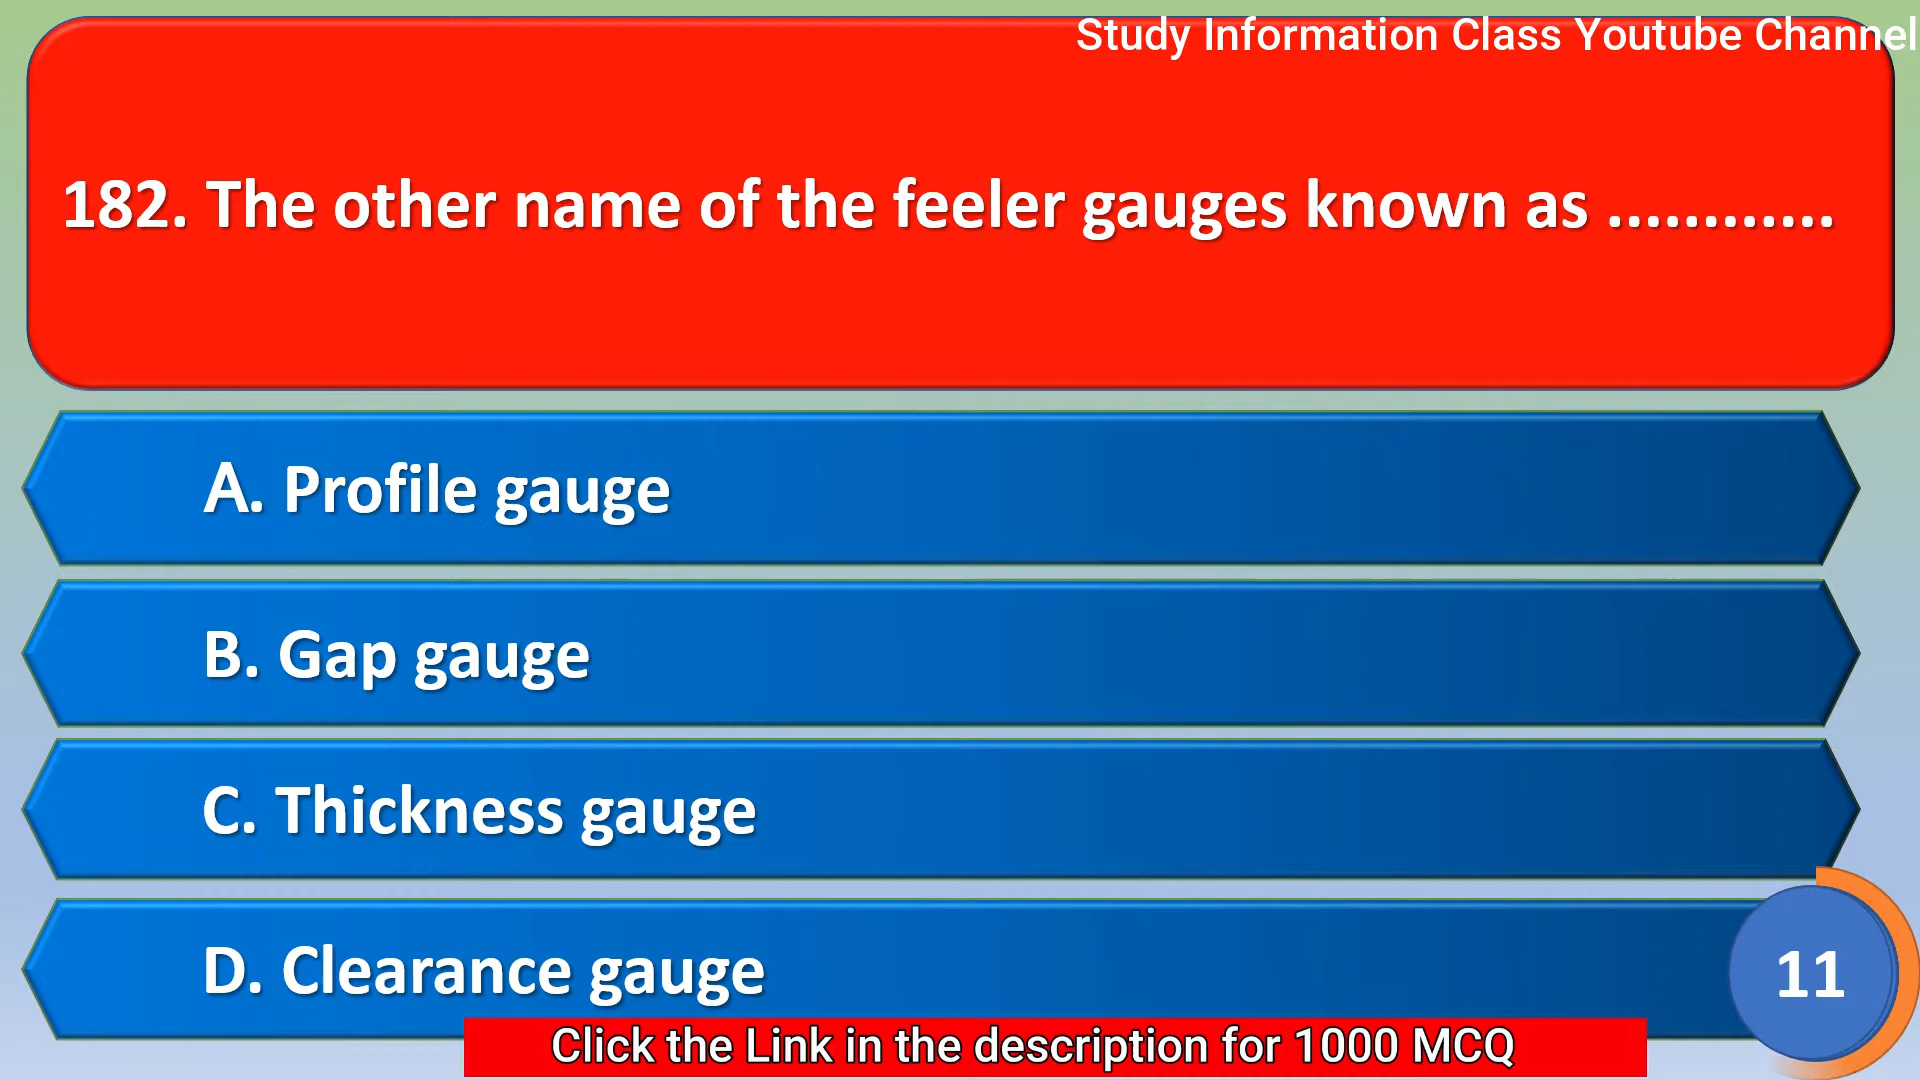 Study Information Class Youtube Channel
182. The other name of the feeler gauges known as ............
A. Profile gauge
B. Gap gauge
C. Thickness gauge
D. Clearance gauge
11
Click the Link in the description for 1000 MCQ